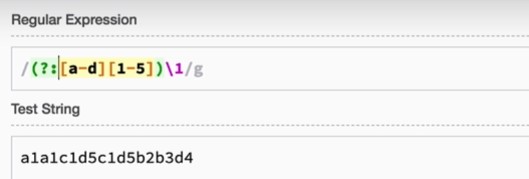 Regular Expression
/(?:[a-d][1-5])\1/g
Test String
a1a1c1d5c1d5b2b3d4